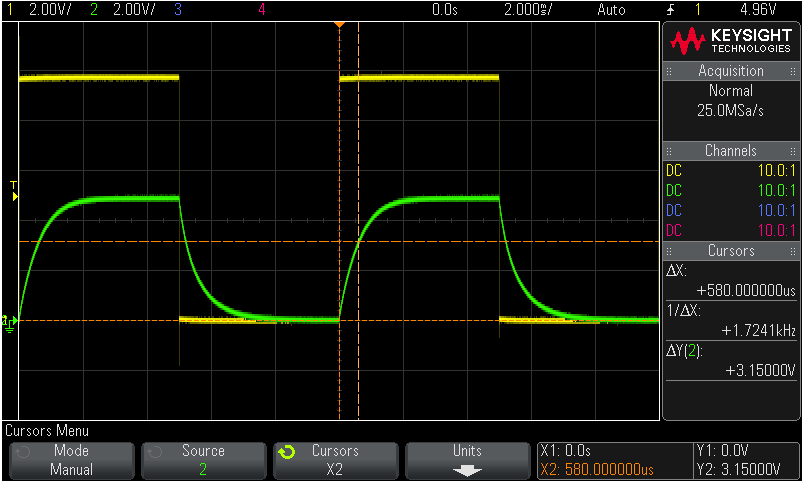 1 2.00V/ 2 2.00V/ 3 4 0.0s 2.000ms/ Auto 1 4.96V
KEYSIGHT
TECHNOLOGIES
Acquisition
Normal
25.0MSa/s
Channels
DC 10.0:1
DC 10.0:1
DC 10.0:1
DC 10.0:1
Cursors
ΔX:
+580.000000us
1/ΔX:
+1.7241kHz
ΔY(2):
+3.15000V
T
2
Cursors Menu
Mode
Manual
Source
2
Cursors
X2
Units
X1: 0.0s
X2: 580.000000us
Y1: 0.0V
Y2: 3.15000V